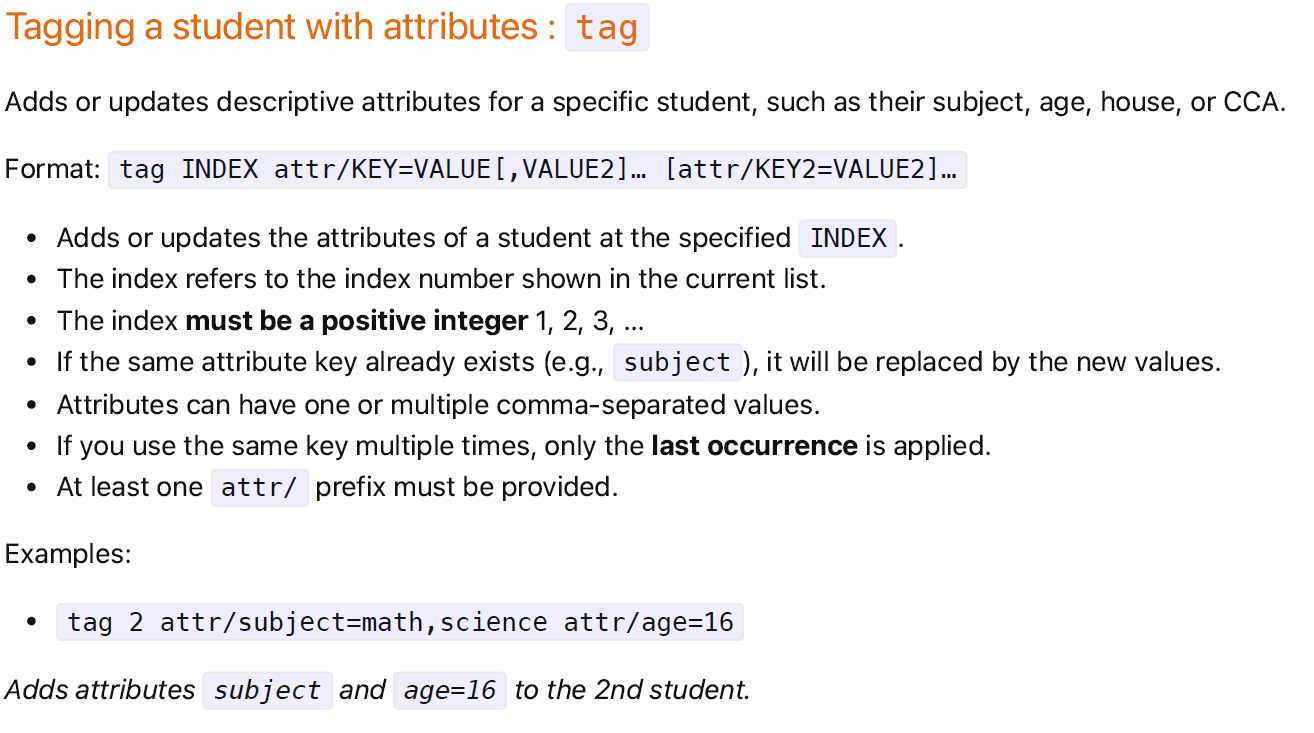 Tagging a student with attributes : tag
Adds or updates descriptive attributes for a specific student, such as their subject, age, house, or CCA.
Format: tag INDEX attr/KEY=VALUE[,VALUE2]… [attr/KEY2=VALUE2]…
• Adds or updates the attributes of a student at the specified INDEX.
• The index refers to the index number shown in the current list.
• The index must be a positive integer 1, 2, 3, …
• If the same attribute key already exists (e.g., subject), it will be replaced by the new values.
• Attributes can have one or multiple comma-separated values.
• If you use the same key multiple times, only the last occurrence is applied.
• At least one attr/ prefix must be provided.
Examples:
• tag 2 attr/subject=math,science attr/age=16
Adds attributes subject and age=16 to the 2nd student.